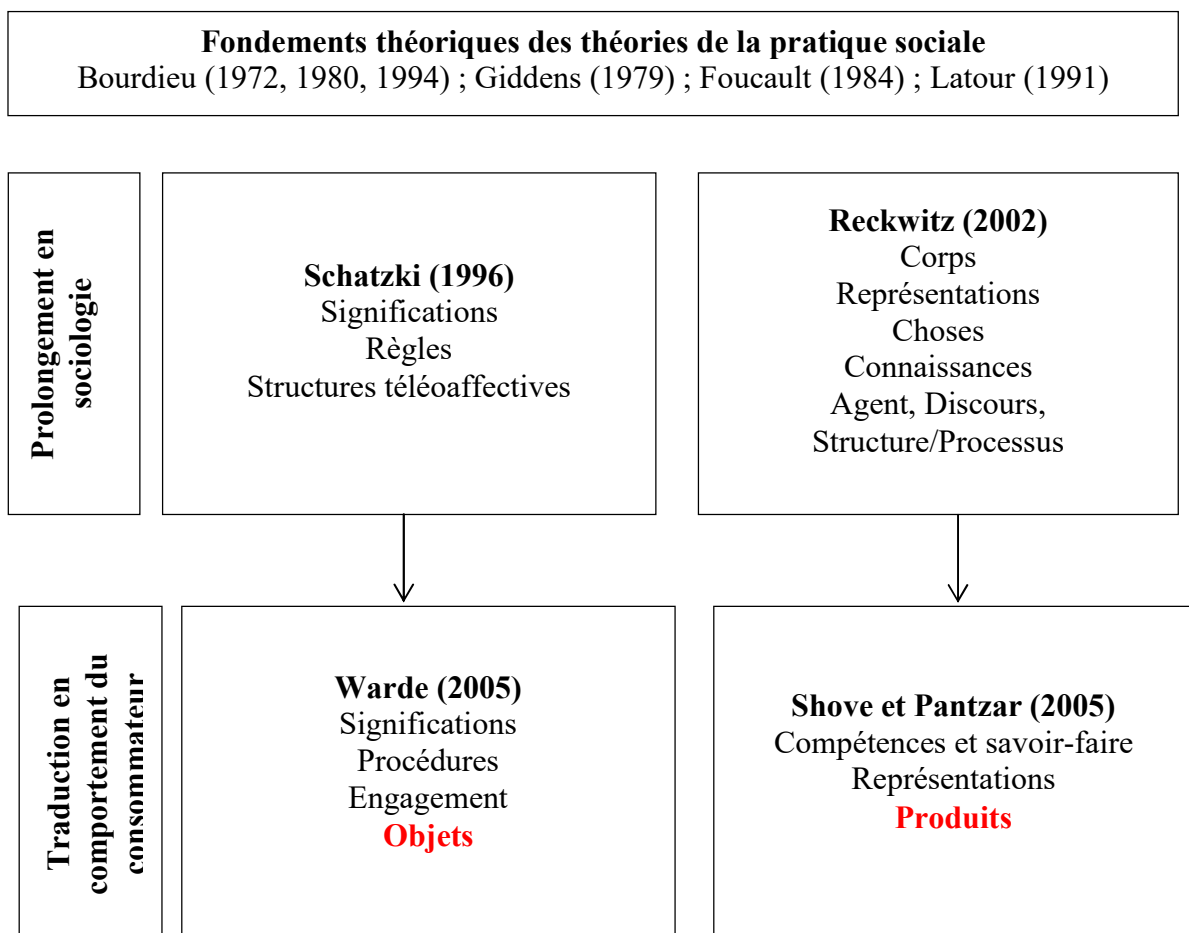 Fondements théoriques des théories de la pratique sociale
Bourdieu (1972, 1980, 1994) ; Giddens (1979) ; Foucault (1984) ; Latour (1991)
Prolongement en
sociologie
Schatzki (1996)
Significations
Règles
Structures téléoaffectives
Reckwitz (2002)
Corps
Représentations
Choses
Connaissances
Agent, Discours,
Structure/Processus
Traduction en
comportement du
consommateur
Warde (2005)
Significations
Procédures
Engagement
Objets
Shove et Pantzar (2005)
Compétences et savoir-faire
Représentations
Produits